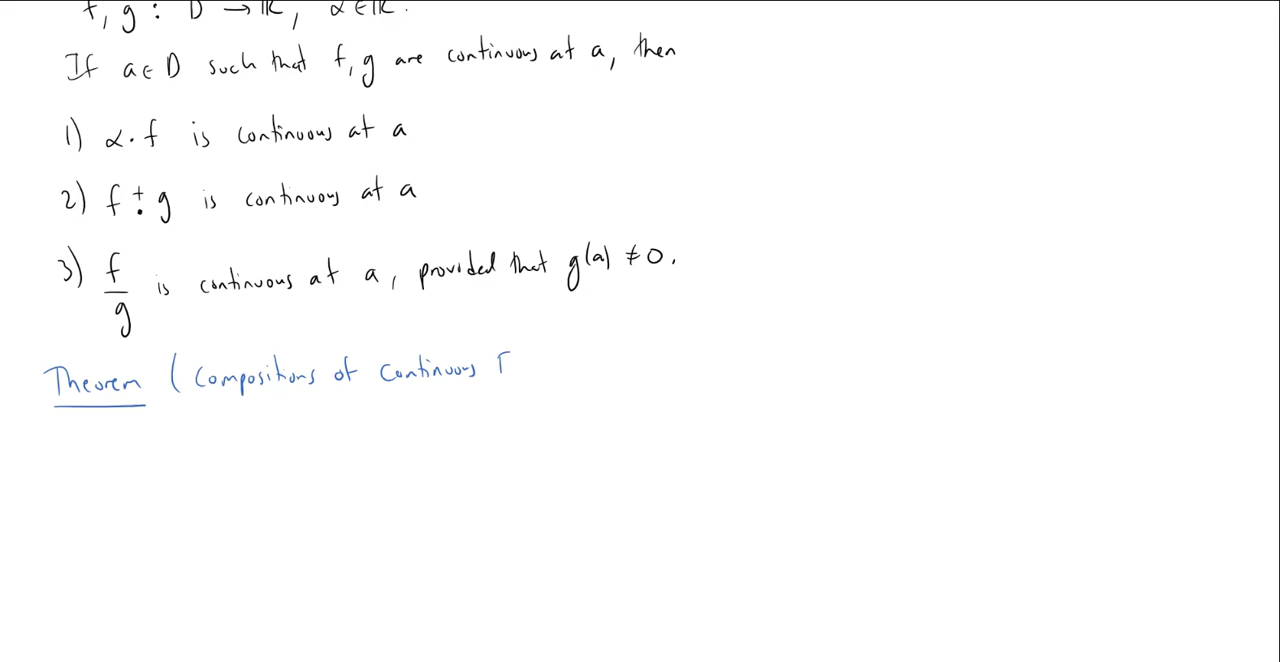 f, g : D → ℝ, α ∈ ℝ.
If a ∈ D such that f, g are continuous at a, then
1) α · f is continuous at a
2) f ±· g is continuous at a
3) f/g is continuous at a, provided that g(a) ≠ 0.
Theorem ( Compositions of continuous